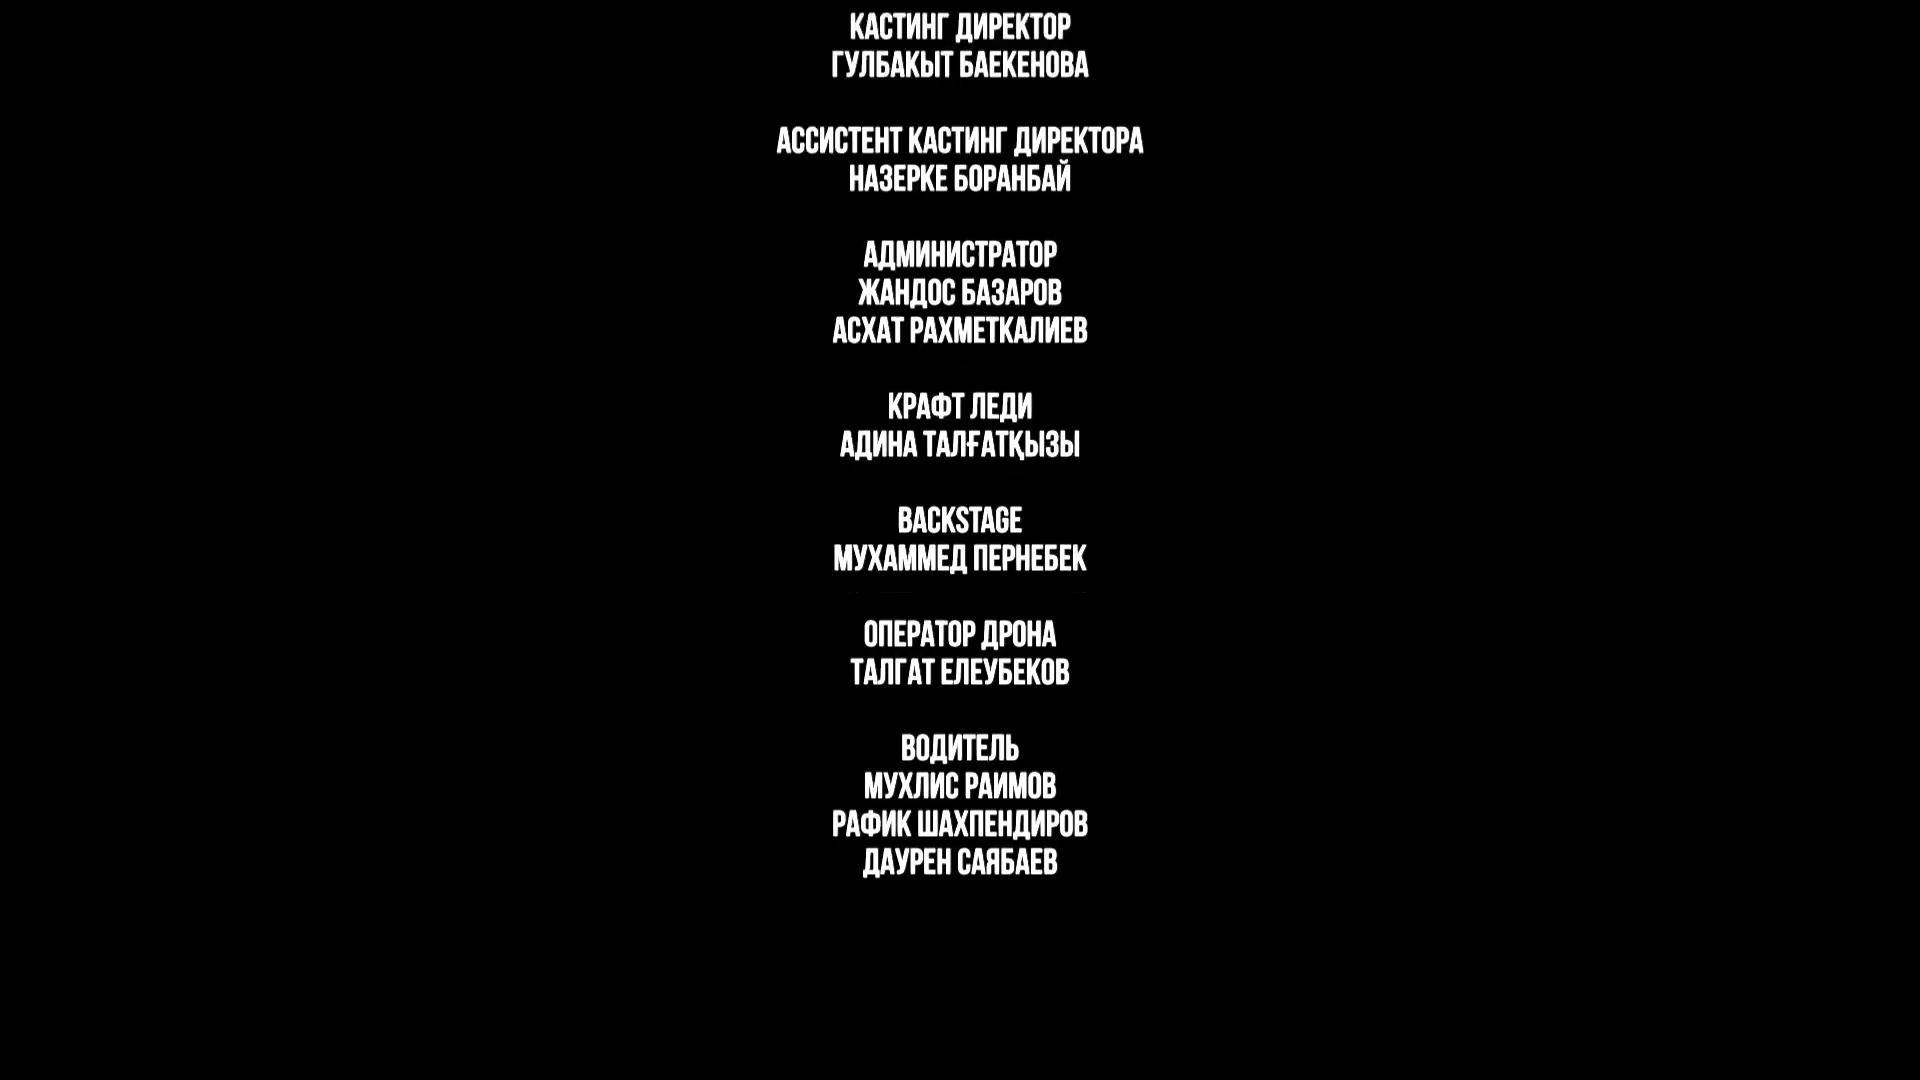 КАСТИНГ ДИРЕКТОР
ГУЛБАКЫТ БАЕКЕНОВА
АССИСТЕНТ КАСТИНГ ДИРЕКТОРА
НАЗЕРКЕ БОРАНБАЙ
АДМИНИСТРАТОР
ЖАНДОС БАЗАРОВ
АСХАТ РАХМЕТКАЛИЕВ
КРАФТ ЛЕДИ
АДИНА ТАЛҒАТҚЫЗЫ
BACKSTAGE
МУХАММЕД ПЕРНЕБЕК
ОПЕРАТОР ДРОНА
ТАЛГАТ ЕЛЕУБЕКОВ
ВОДИТЕЛЬ
МУХЛИС РАИМОВ
РАФИК ШАХПЕНДИРОВ
ДАУРЕН САЯБАЕВ